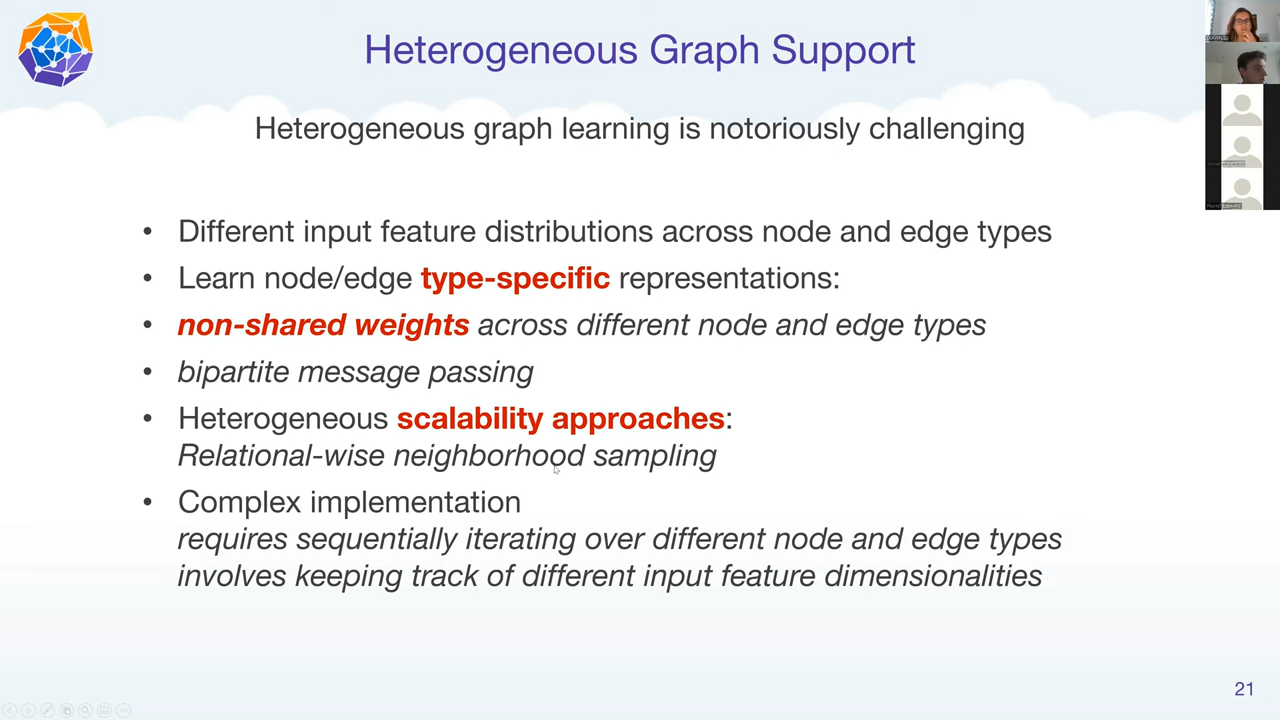 Heterogeneous Graph Support
Heterogeneous graph learning is notoriously challenging
• Different input feature distributions across node and edge types
• Learn node/edge type-specific representations:
• non-shared weights across different node and edge types
• bipartite message passing
• Heterogeneous scalability approaches:
Relational-wise neighborhood sampling
• Complex implementation
requires sequentially iterating over different node and edge types
involves keeping track of different input feature dimensionalities
21